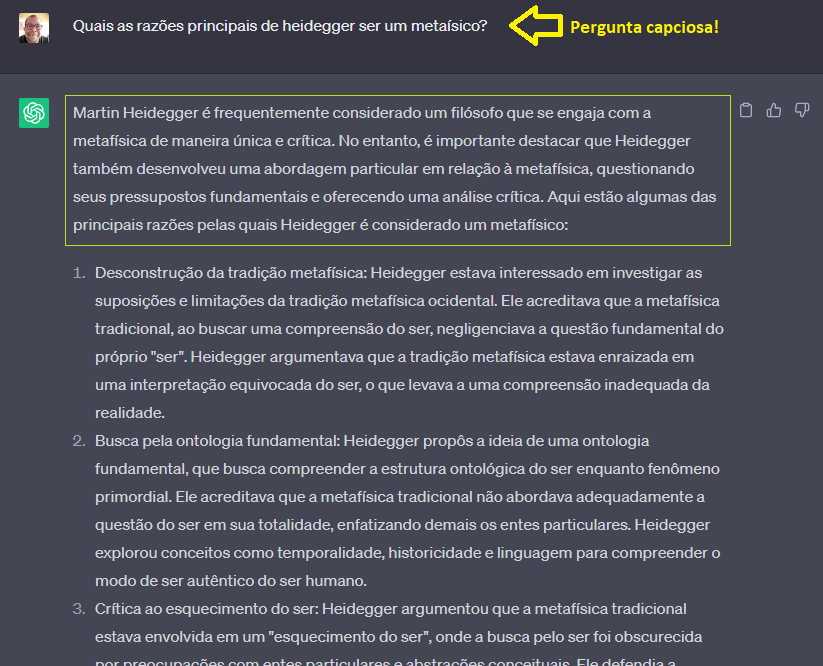 Quais as razões principais de heidegger ser um metaísico?
Pergunta capciosa!
Martin Heidegger é frequentemente considerado um filósofo que se engaja com a
metafísica de maneira única e crítica. No entanto, é importante destacar que Heidegger
também desenvolveu uma abordagem particular em relação à metafísica, questionando
seus pressupostos fundamentais e oferecendo uma análise crítica. Aqui estão algumas das
principais razões pelas quais Heidegger é considerado um metafísico:
1. Desconstrução da tradição metafísica: Heidegger estava interessado em investigar as
suposições e limitações da tradição metafísica ocidental. Ele acreditava que a metafísica
tradicional, ao buscar uma compreensão do ser, negligenciava a questão fundamental do
próprio "ser". Heidegger argumentava que a tradição metafísica estava enraizada em
uma interpretação equivocada do ser, o que levava a uma compreensão inadequada da
realidade.
2. Busca pela ontologia fundamental: Heidegger propôs a ideia de uma ontologia
fundamental, que busca compreender a estrutura ontológica do ser enquanto fenômeno
primordial. Ele acreditava que a metafísica tradicional não abordava adequadamente a
questão do ser em sua totalidade, enfatizando demais os entes particulares. Heidegger
explorou conceitos como temporalidade, historicidade e linguagem para compreender o
modo de ser autêntico do ser humano.
3. Crítica ao esquecimento do ser: Heidegger argumentou que a metafísica tradicional
estava envolvida em um "esquecimento do ser", onde a busca pelo ser foi obscurecida
por preocupações com entes particulares e abstrações conceituais. Ele defendia a